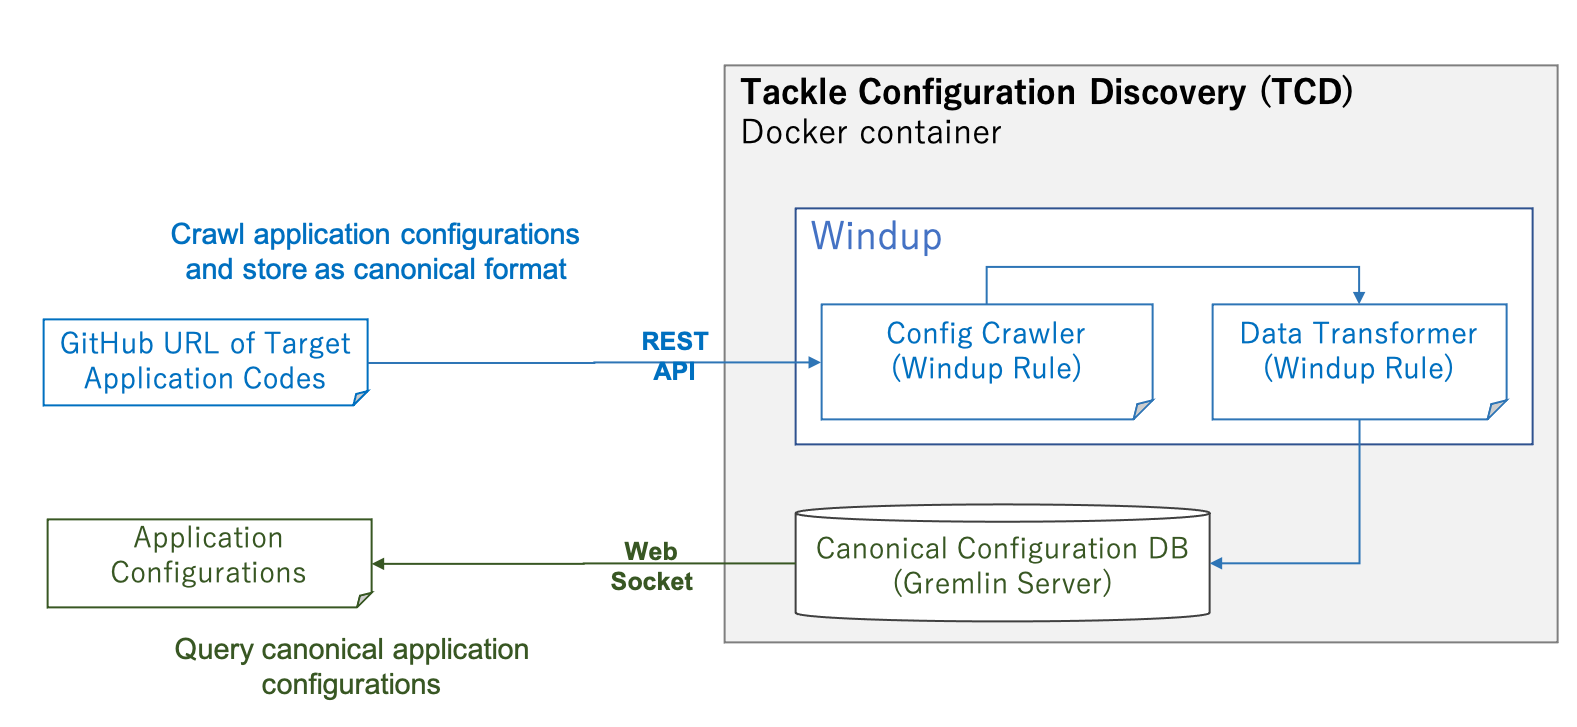 Tackle Configuration Discovery (TCD)
Docker container
Windup
Crawl application configurations
and store as canonical format
GitHub URL of Target
Application Codes
REST
API
Config Crawler
(Windup Rule)
Data Transformer
(Windup Rule)
Application
Configurations
Web
Socket
Canonical Configuration DB
(Gremlin Server)
Query canonical application
configurations